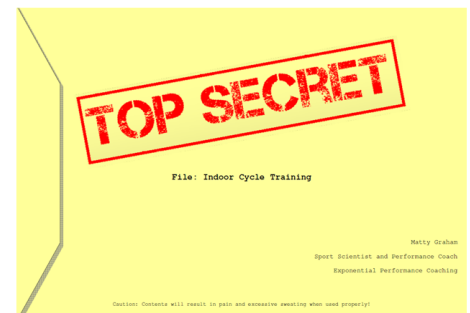 TOP SECRET
File: Indoor Cycle Training
Matty Graham
Sport Scientist and Performance Coach
Exponential Performance Coaching
Caution: Contents will result in pain and excessive sweating when used properly!